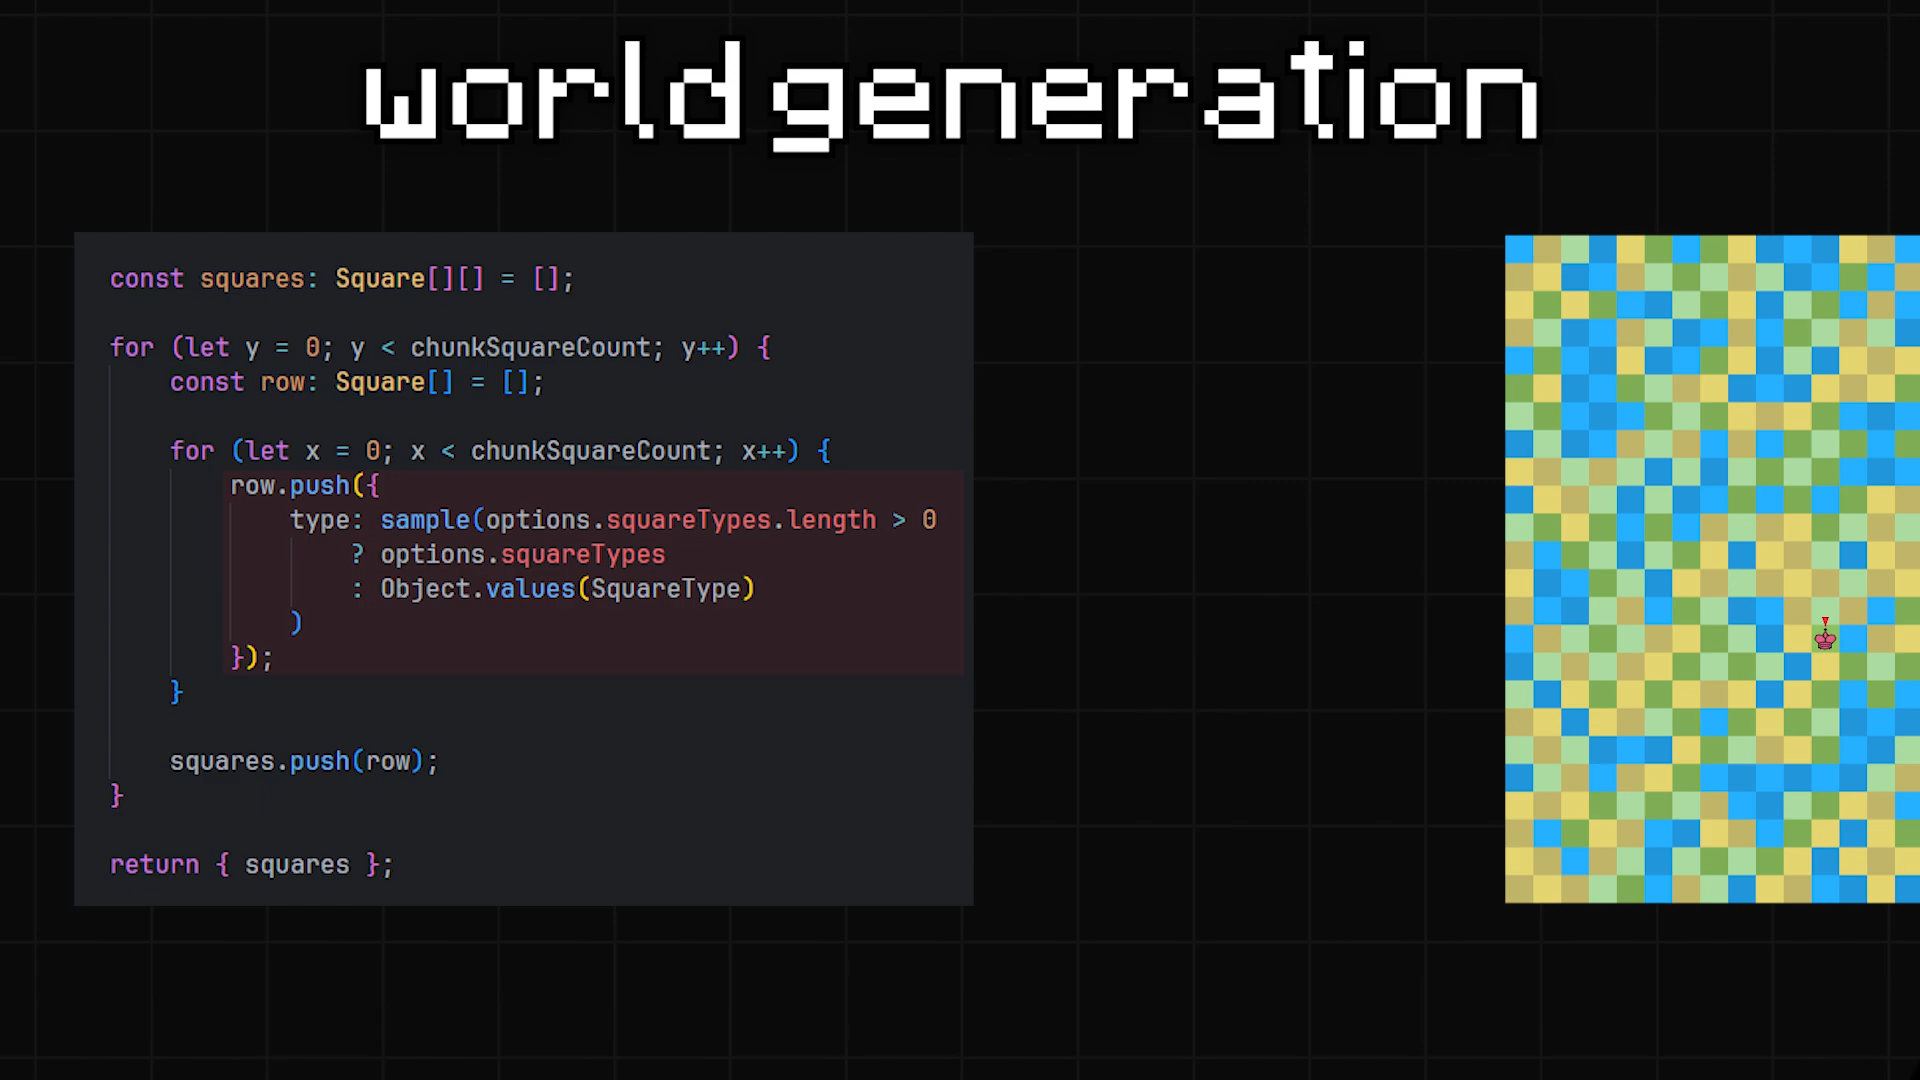 world generation
const squares: Square[][] = [];
for (let y = 0; y < chunkSquareCount; y++) {
const row: Square[] = [];
for (let x = 0; x < chunkSquareCount; x++) {
row.push({
type: sample(options.squareTypes.length > 0
? options.squareTypes
: Object.values(SquareType)
)
});
}
squares.push(row);
}
return { squares };